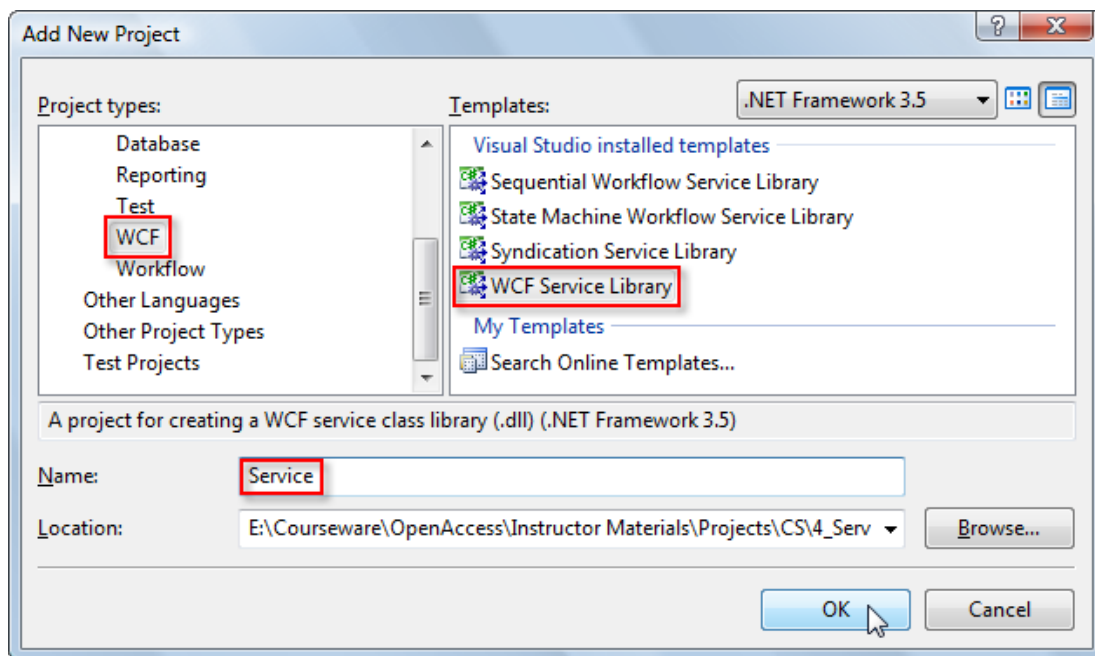 Add New Project
Project types:
Templates:
.NET Framework 3.5
Database
Reporting
Test
WCF
Workflow
Other Languages
Other Project Types
Test Projects
Visual Studio installed templates
Sequential Workflow Service Library
State Machine Workflow Service Library
Syndication Service Library
WCF Service Library
My Templates
Search Online Templates...
A project for creating a WCF service class library (.dll) (.NET Framework 3.5)
Name:
Service
Location:
E:\Courseware\OpenAccess\Instructor Materials\Projects\CS\4_Serv
Browse...
OK
Cancel